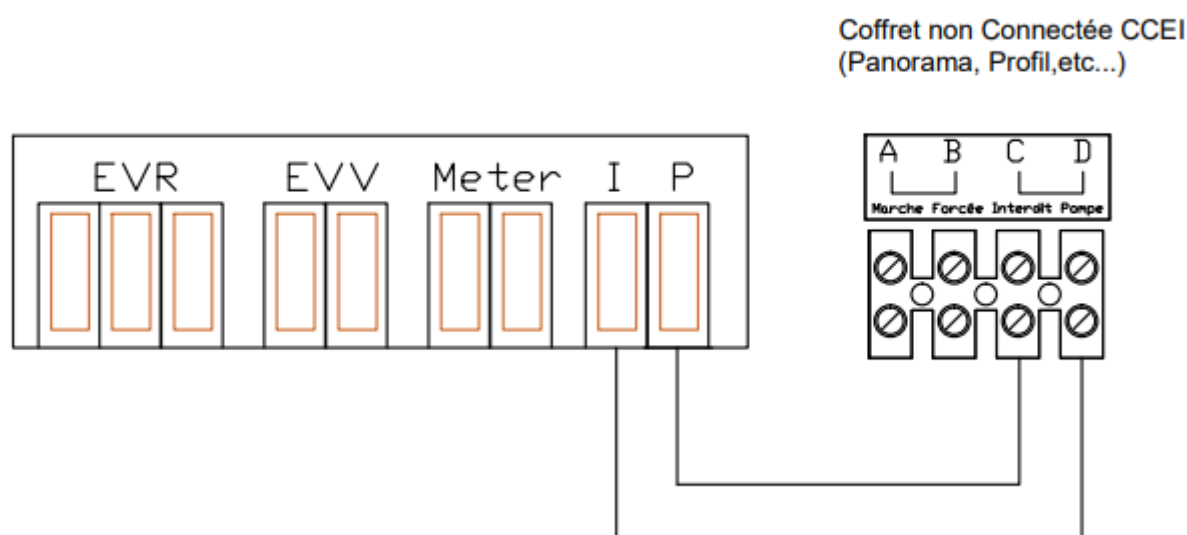 Coffret non Connectée CCEI
(Panorama, Profil,etc...)
EVR EVV Meter I P
A B C D
Marche Forcée Interdit Pompe